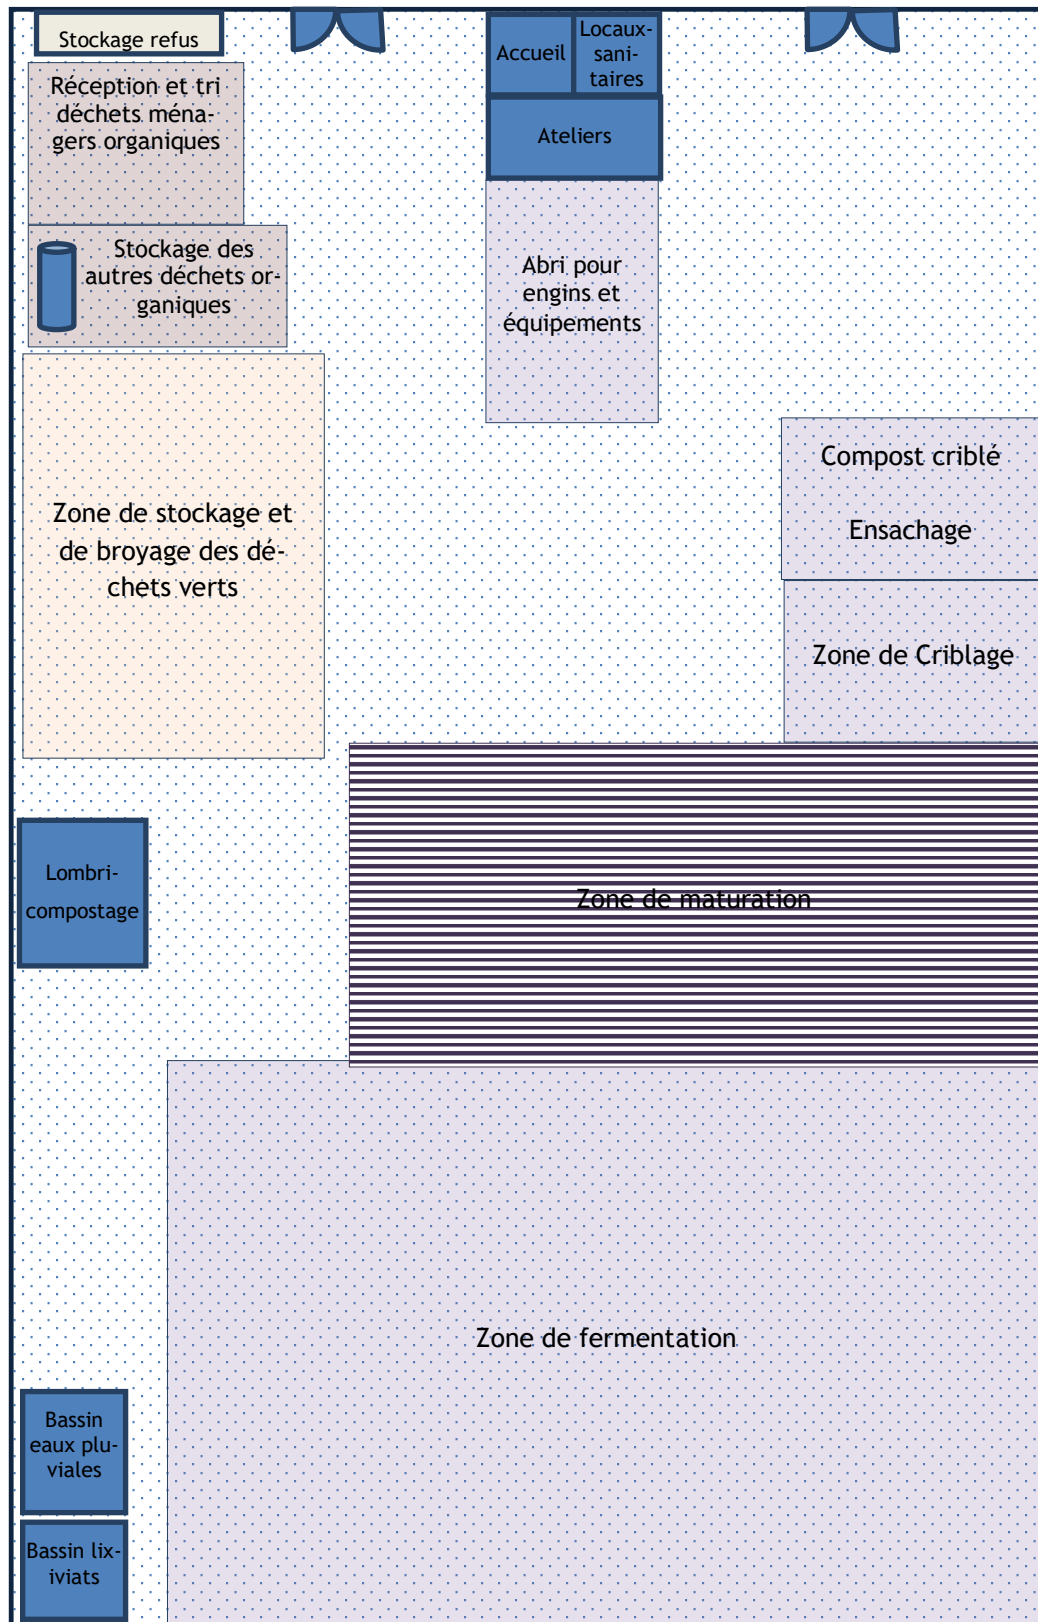 Stockage refus
Réception et tri
déchets ména-
gers organiques
Stockage des
autres déchets or-
ganiques
Zone de stockage et
de broyage des dé-
chets verts
Accueil
Locaux-
sani-
taires
Ateliers
Abri pour
engins et
équipements
Compost criblé
Ensachage
Zone de Criblage
Lombri-
compostage
Zone de maturation
Zone de fermentation
Bassin
eaux plu-
viales
Bassin lix-
iviats